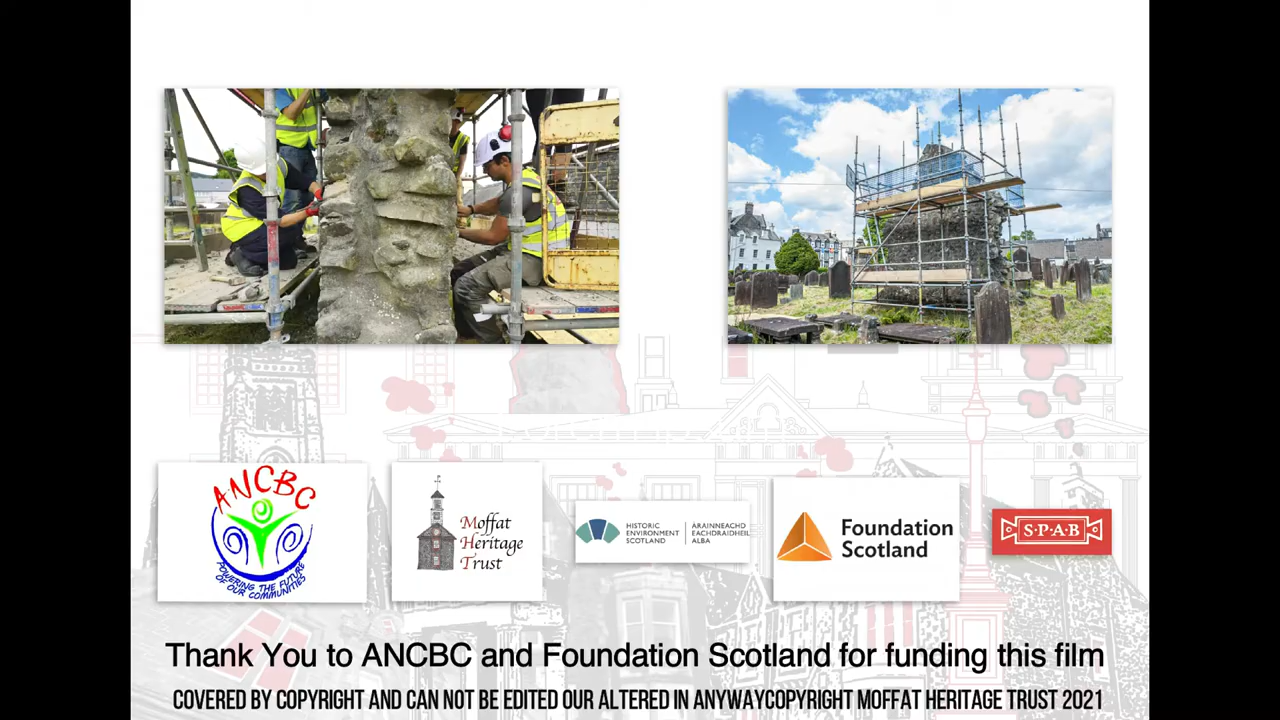 ANCBC
POWERING THE FUTURE
OF OUR COMMUNITIES
Moffat
Heritage
Trust
HISTORIC
ENVIRONMENT
SCOTLAND
ÀRAINNEACHD
EACHDRAIDHEIL
ALBA
Foundation
Scotland
S·P·A·B
Thank You to ANCBC and Foundation Scotland for funding this film
COVERED BY COPYRIGHT AND CAN NOT BE EDITED OUR ALTERED IN ANYWAYCOPYRIGHT MOFFAT HERITAGE TRUST 2021